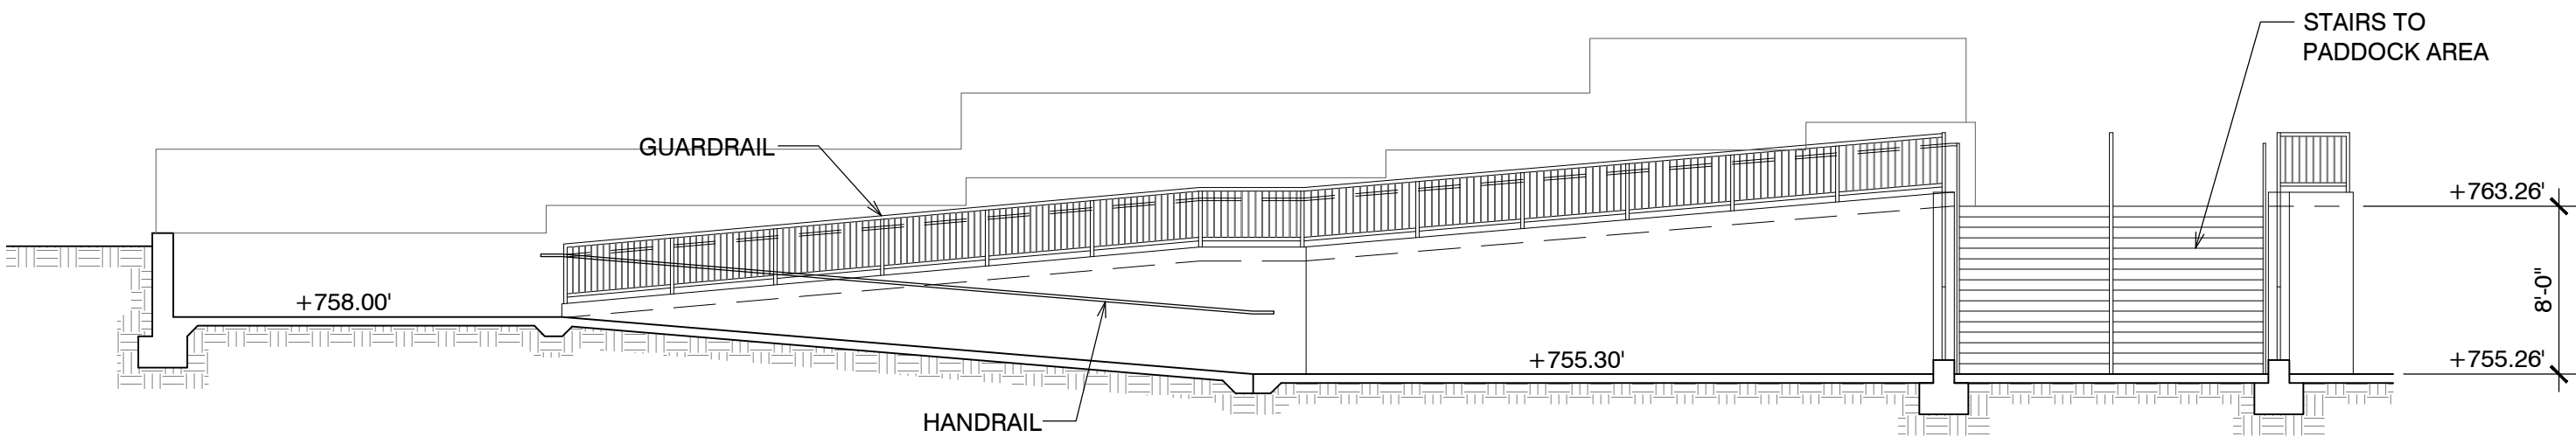 STAIRS TO
PADDOCK AREA
GUARDRAIL
+763.26'
8'-0"
+758.00'
+755.30'
+755.26'
HANDRAIL